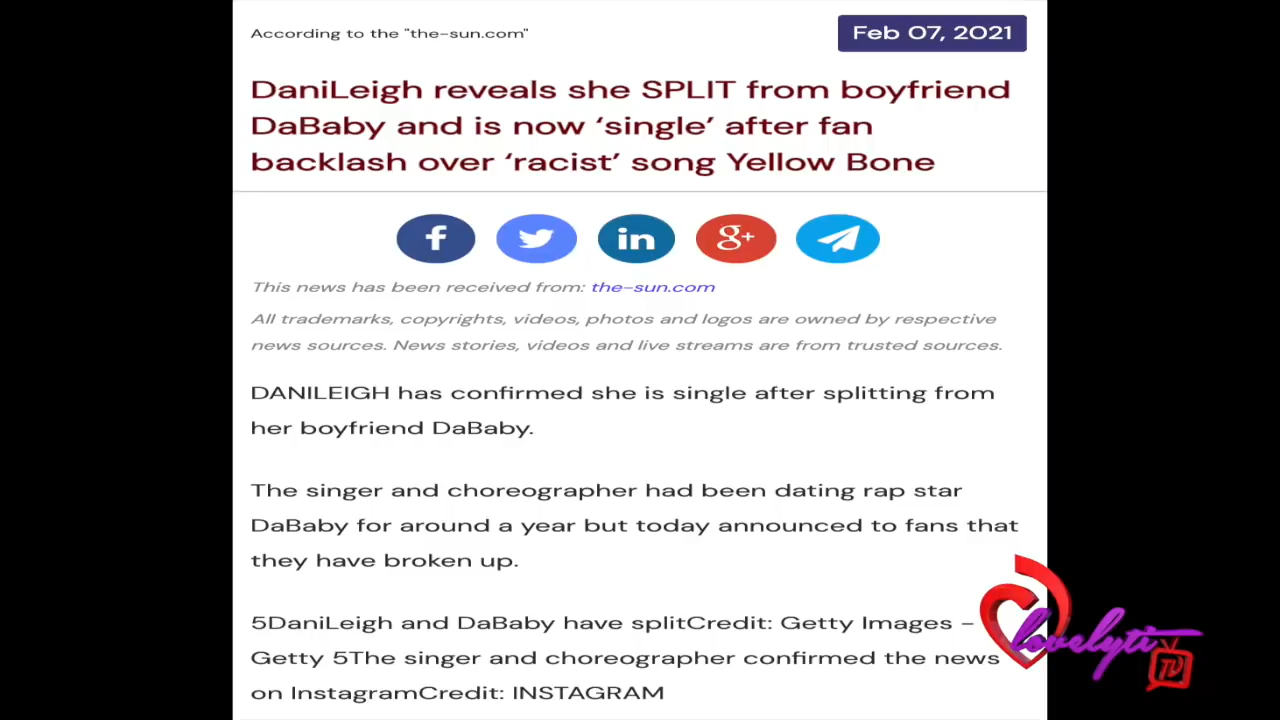 According to the "the-sun.com"
Feb 07, 2021
DaniLeigh reveals she SPLIT from boyfriend
DaBaby and is now ‘single’ after fan
backlash over ‘racist’ song Yellow Bone
f
in
g+
This news has been received from: the-sun.com
All trademarks, copyrights, videos, photos and logos are owned by respective
news sources. News stories, videos and live streams are from trusted sources.
DANILEIGH has confirmed she is single after splitting from
her boyfriend DaBaby.
The singer and choreographer had been dating rap star
DaBaby for around a year but today announced to fans that
they have broken up.
5DaniLeigh and DaBaby have splitCredit: Getty Images -
Getty 5The singer and choreographer confirmed the news
on InstagramCredit: INSTAGRAM
lovelyti
TV